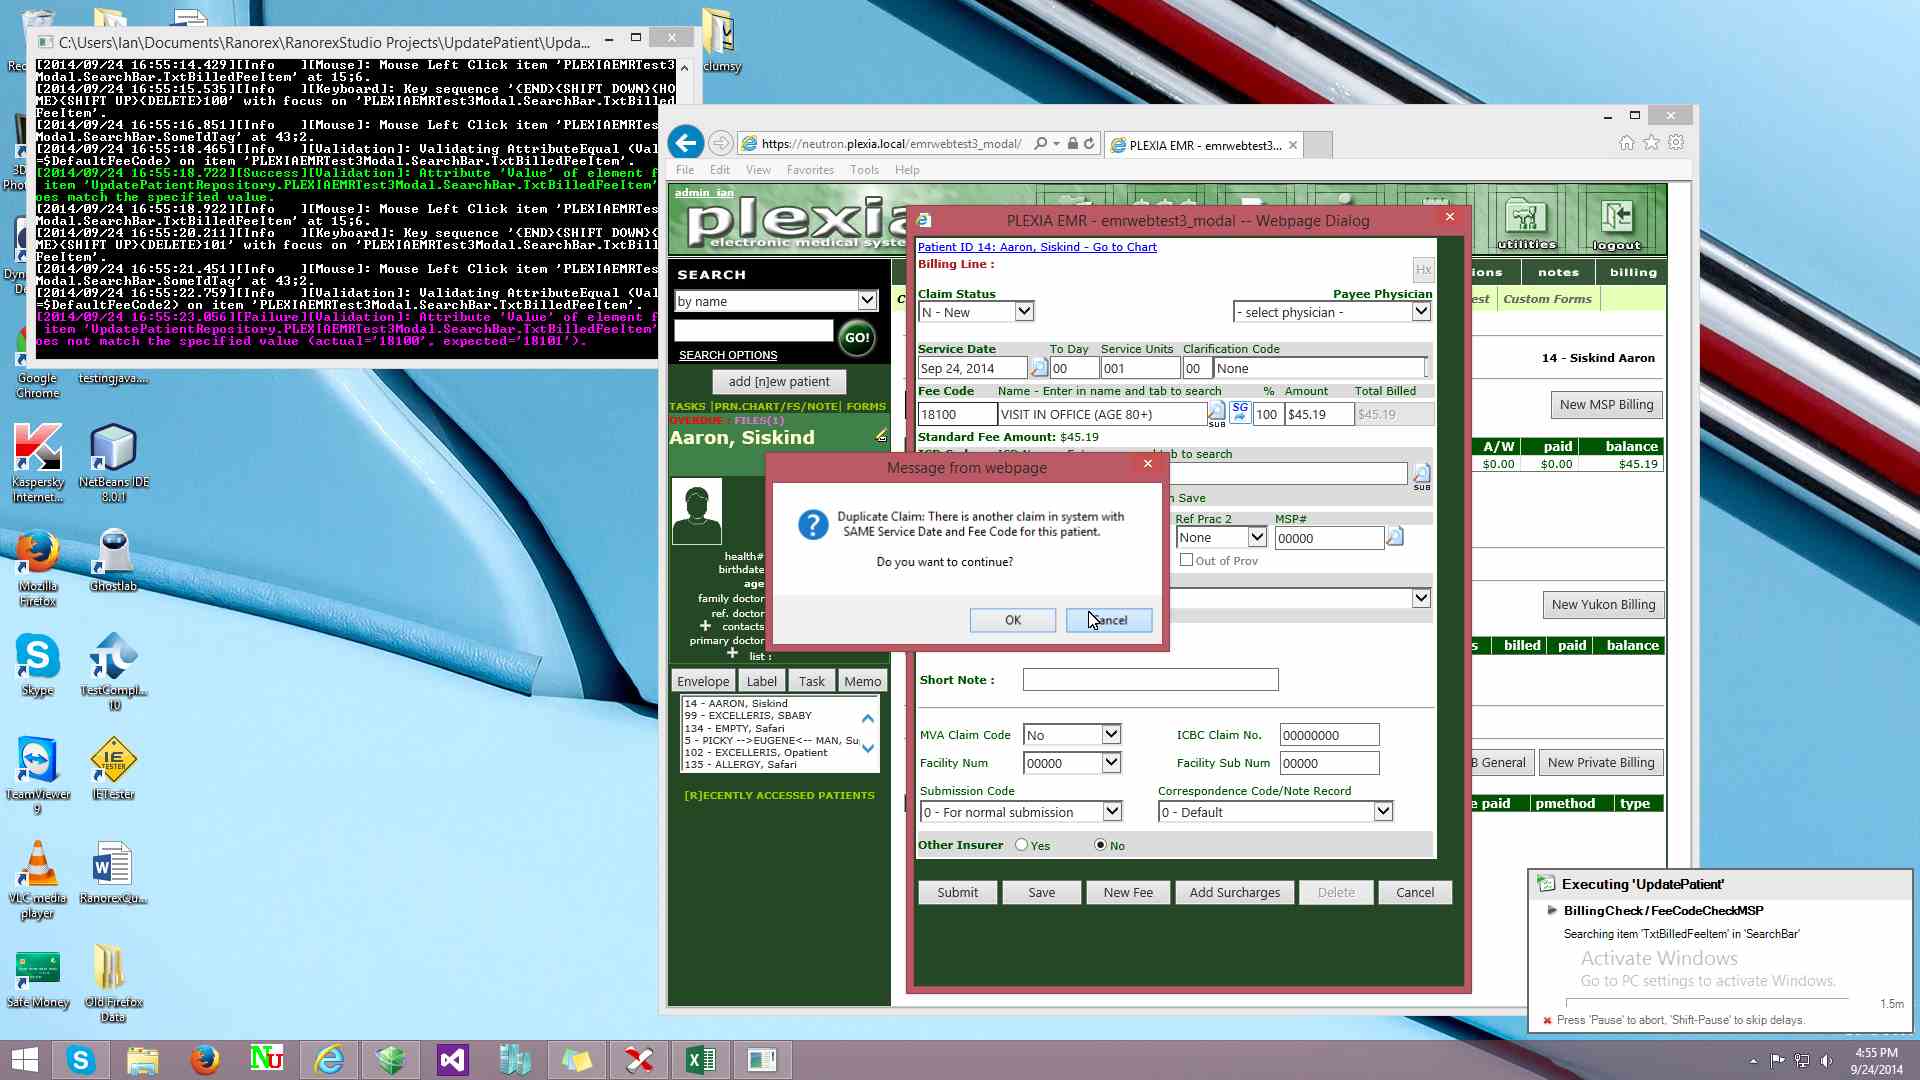 C:\Users\Ian\Documents\Ranorex\RanorexStudio Projects\UpdatePatient\Upda...
[2014/09/24 16:55:14.429][Info   ][Mouse]: Mouse Left Click item 'PLEXIAEMRTest3
Modal.SearchBar.TxtBilledFeeItem' at 15;6.
[2014/09/24 16:55:15.535][Info   ][Keyboard]: Key sequence '{END}{SHIFT DOWN}{HO
ME}{SHIFT UP}{DELETE}100' with focus on 'PLEXIAEMRTest3Modal.SearchBar.TxtBilled
FeeItem'.
[2014/09/24 16:55:16.851][Info   ][Mouse]: Mouse Left Click item 'PLEXIAEMRTest
Modal.SearchBar.SomeIdTag' at 43;2.
[2014/09/24 16:55:18.465][Info   ][Validation]: Validating AttributeEqual (Val
=$DefaultFeeCode) on item 'PLEXIAEMRTest3Modal.SearchBar.TxtBilledFeeItem'.
[2014/09/24 16:55:18.722][Success][Validation]: Attribute 'Value' of element f
item 'UpdatePatientRepository.PLEXIAEMRTest3Modal.SearchBar.TxtBilledFeeItem'
oes match the specified value.
[2014/09/24 16:55:18.922][Info   ][Mouse]: Mouse Left Click item 'PLEXIAEMRTest
Modal.SearchBar.TxtBilledFeeItem' at 15;6.
[2014/09/24 16:55:20.211][Info   ][Keyboard]: Key sequence '{END}{SHIFT DOWN}{H
ME}{SHIFT UP}{DELETE}101' with focus on 'PLEXIAEMRTest3Modal.SearchBar.TxtBill
FeeItem'.
[2014/09/24 16:55:21.451][Info   ][Mouse]: Mouse Left Click item 'PLEXIAEMRTest
Modal.SearchBar.SomeIdTag' at 43;2.
[2014/09/24 16:55:22.759][Info   ][Validation]: Validating AttributeEqual (Val
=$DefaultFeeCode2) on item 'PLEXIAEMRTest3Modal.SearchBar.TxtBilledFeeItem'.
[2014/09/24 16:55:23.056][Failure][Validation]: Attribute 'Value' of element f
item 'UpdatePatientRepository.PLEXIAEMRTest3Modal.SearchBar.TxtBilledFeeItem'
oes not match the specified value (actual='18100', expected='18101').
clumsy
Google Chrome
testingjava....
Kaspersky Internet...
NetBeans IDE 8.0.1
Mozilla Firefox
Ghostlab
Skype
TestCompl... 10
TeamViewer 9
IETester
VLC media player
RanorexQu...
Safe Money
Old Firefox Data
https://neutron.plexia.local/emrwebtest3_modal/
PLEXIA EMR - emrwebtest3...
File Edit View Favorites Tools Help
admin_ian
plexia
electronic medical syste
utilities
logout
SEARCH
by name
GO!
SEARCH OPTIONS
add [n]ew patient
TASKS |PRN.CHART/FS/NOTE| FORMS
OVERDUE : FILES(1)
Aaron, Siskind
health#
birthdate
age
family doctor
ref. doctor
contacts
primary doctor
list :
Envelope Label Task Memo
14 - AARON, Siskind
99 - EXCELLERIS, SBABY
134 - EMPTY, Safari
5 - PICKY -->EUGENE<-- MAN, Su
102 - EXCELLERIS, Opatient
135 - ALLERGY, Safari
[R]ECENTLY ACCESSED PATIENTS
ions notes billing
est Custom Forms
14 - Siskind Aaron
New MSP Billing
A/W paid balance
$0.00 $0.00 $45.19
New Yukon Billing
s billed paid balance
B General New Private Billing
e paid pmethod type
PLEXIA EMR - emrwebtest3_modal -- Webpage Dialog
Patient ID 14: Aaron, Siskind - Go to Chart
Billing Line :
Hx
Claim Status Payee Physician
N - New - select physician -
Service Date To Day Service Units Clarification Code
Sep 24, 2014 00 001 00 None
Fee Code Name - Enter in name and tab to search % Amount Total Billed
18100 VISIT IN OFFICE (AGE 80+) SUB SG 100 $45.19 $45.19
Standard Fee Amount: $45.19
tab to search
SUB
n Save
Ref Prac 2 MSP#
None 00000
Out of Prov
Message from webpage
Duplicate Claim: There is another claim in system with
SAME Service Date and Fee Code for this patient.
Do you want to continue?
OK Cancel
Short Note :
MVA Claim Code No ICBC Claim No. 00000000
Facility Num 00000 Facility Sub Num 00000
Submission Code Correspondence Code/Note Record
0 - For normal submission 0 - Default
Other Insurer Yes No
Submit Save New Fee Add Surcharges Delete Cancel
Executing 'UpdatePatient'
BillingCheck / FeeCodeCheckMSP
Searching item 'TxtBilledFeeItem' in 'SearchBar'
Activate Windows
Go to PC settings to activate Windows.
1.5m
Press 'Pause' to abort, 'Shift-Pause' to skip delays.
4:55 PM
9/24/2014